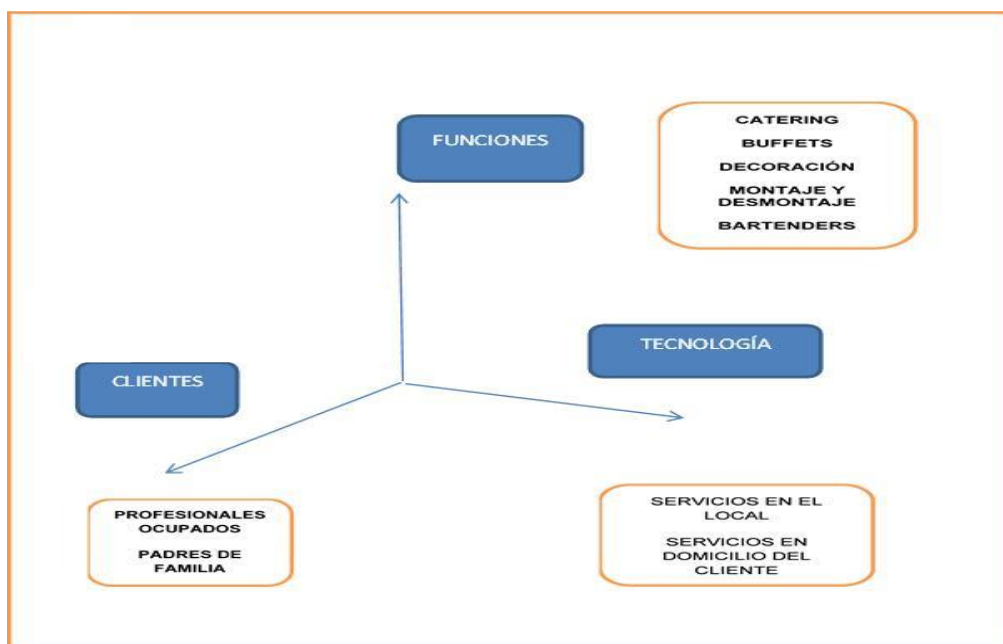 FUNCIONES
CATERING
BUFFETS
DECORACIÓN
MONTAJE Y
DESMONTAJE
BARTENDERS
TECNOLOGÍA
CLIENTES
PROFESIONALES
OCUPADOS
PADRES DE
FAMILIA
SERVICIOS EN EL
LOCAL
SERVICIOS EN
DOMICILIO DEL
CLIENTE